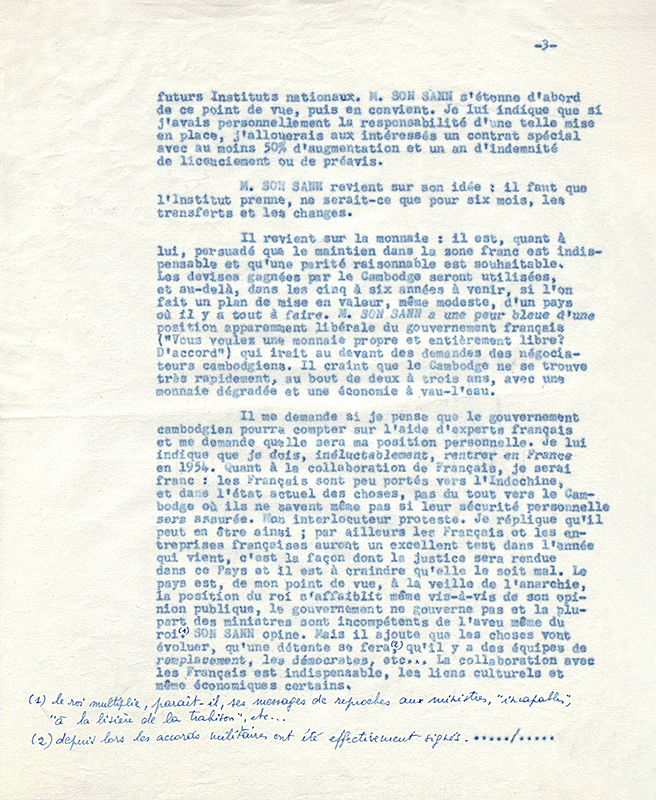 -3-
futurs Instituts nationaux. M. SON SANN s'étonne d'abord
de ce point de vue, puis en convient. Je lui indique que si
j'avais personnellement la responsabilité d'une telle mise
en place, j'allouerais aux intéressés un contrat spécial
avec au moins 50% d'augmentation et un an d'indemnité
de licenciement ou de préavis.
M. SON SANN revient sur son idée : il faut que
l'Institut prenne, ne serait-ce que pour six mois, les
transferts et les changes.
Il revient sur la monnaie : il est, quant à
lui, persuadé que le maintien dans la zone franc est indis-
pensable et qu'une parité raisonnable est souhaitable.
Les devises gagnées par le Cambodge seront utilisées,
et au-delà, dans les cinq à six années à venir, si l'on
fait un plan de mise en valeur, même modeste, d'un pays
où il y a tout à faire. M. SON SANN a une peur bleue d'une
position apparemment libérale du gouvernement français
("Vous voulez une monnaie propre et entièrement libre?
D'accord") qui irait au devant des demandes des négocia-
teurs cambodgiens. Il craint que le Cambodge ne se trouve
très rapidement, au bout de deux à trois ans, avec une
monnaie dégradée et une économie à vau-l'eau.
Il me demande si je pense que le gouvernement
cambodgien pourra compter sur l'aide d'experts français
et me demande quelle sera ma position personnelle. Je lui
indique que je dois, inéluctablement, rentrer en France
en 1954. Quant à la collaboration de Français, je serai
franc : les Français sont peu portés vers l'Indochine,
et dans l'état actuel des choses, pas du tout vers le Cam-
bodge où ils ne savent même pas si leur sécurité personnelle
sera assurée. Mon interlocuteur proteste. Je réplique qu'il
peut en être ainsi ; par ailleurs les Français et les en-
treprises françaises auront un excellent test dans l'année
qui vient, c'est la façon dont la justice sera rendue
dans ce Pays et il est à craindre qu'elle le soit mal. Le
pays est, de mon point de vue, à la veille de l'anarchie,
la position du roi s'affaiblit même vis-à-vis de son opi-
nion publique, le gouvernement ne gouverne pas et la plu-
part des ministres sont incompétents de l'aveu même du
roi.(1) SON SANN opine. Mais il ajoute que les choses vont
évoluer, qu'une détente se fera,(2) qu'il y a des équipes de
remplacement, les démocrates, etc... La collaboration avec
les Français est indispensable, les liens culturels et
même économiques certains.
(1) le roi multiplie, paraît-il, ses messages de reproches aux ministres, "incapables",
"à la lisière de la trahison", etc...
(2) depuis lors les accords militaires ont été effectivement signés. ...../.....